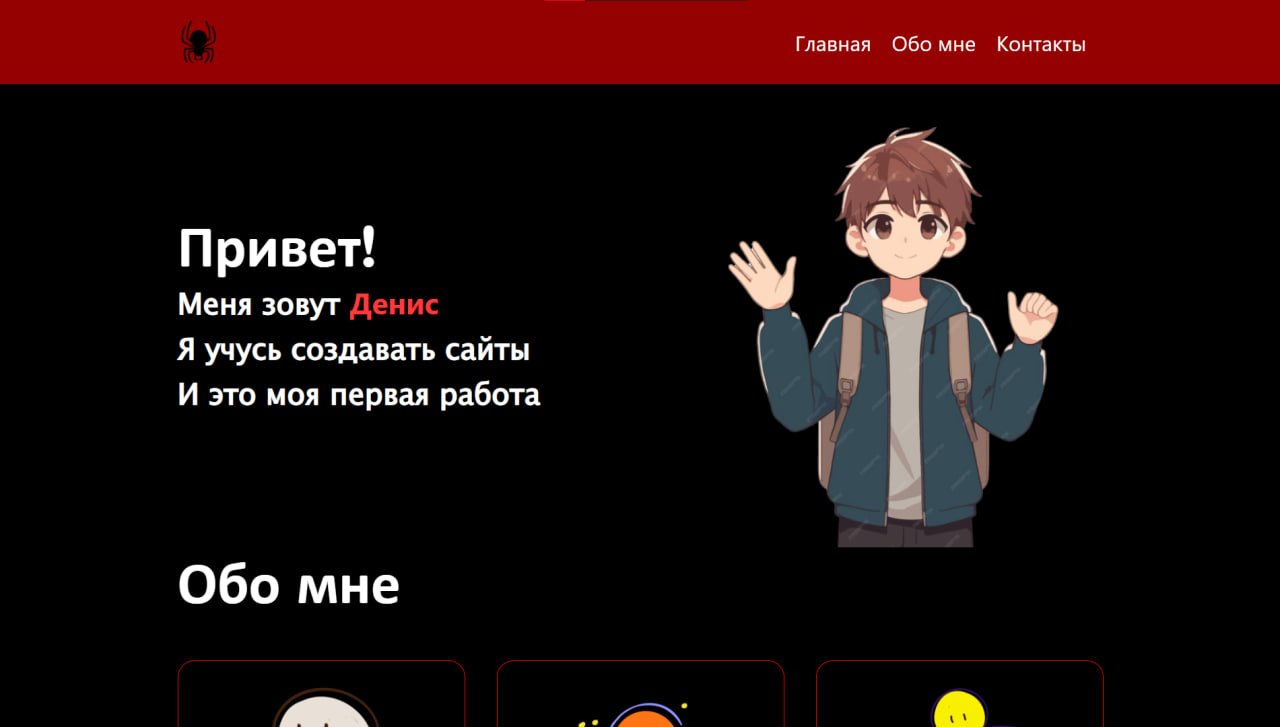 Главная Обо мне Контакты
Привет!
Меня зовут Денис
Я учусь создавать сайты
И это моя первая работа
Обо мне